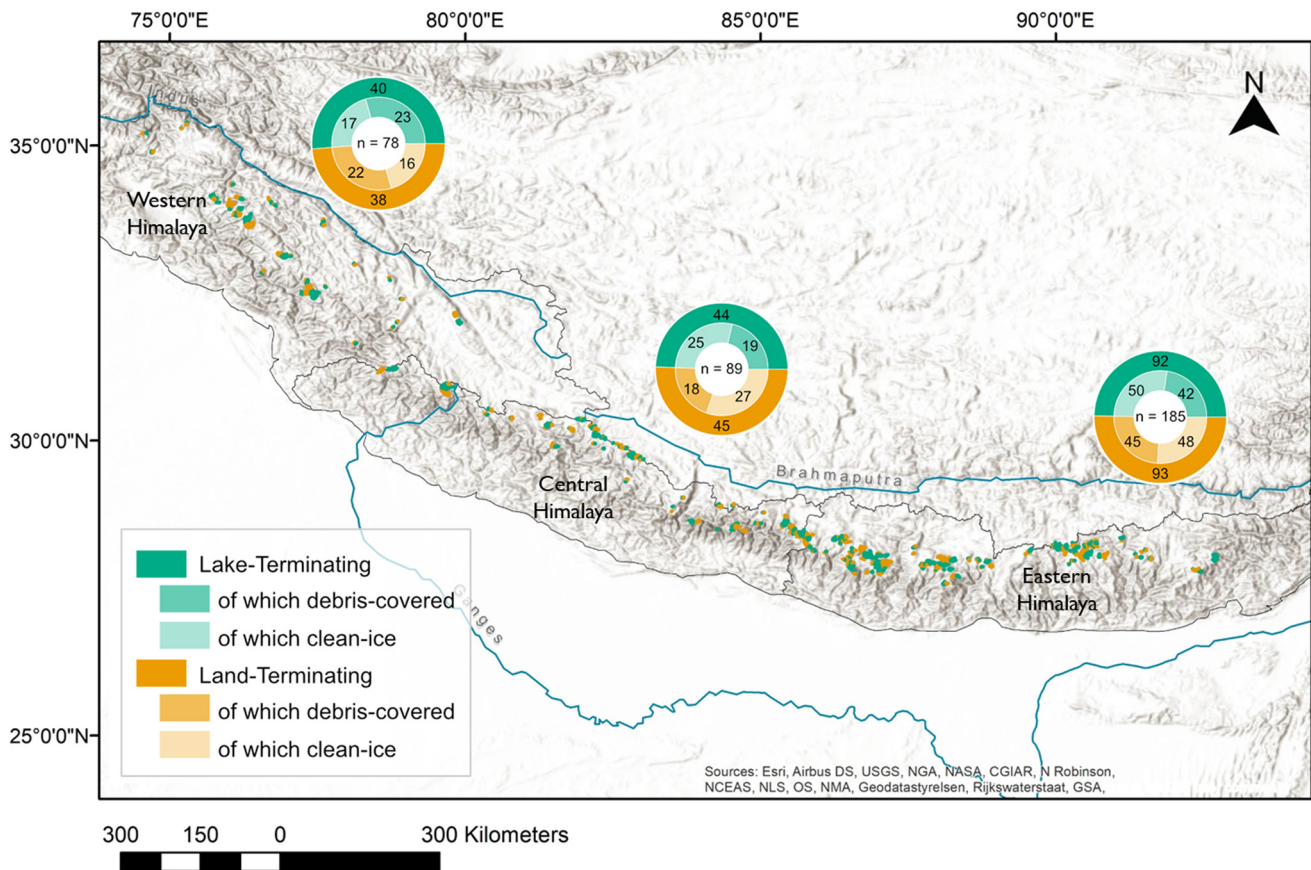 75°0'0"E 80°0'0"E 85°0'0"E 90°0'0"E
35°0'0"N
30°0'0"N
25°0'0"N
N
Indus
40
17 23
n = 78
22 16
38
Western
Himalaya
44
25 19
n = 89
18 27
45
92
50 42
n = 185
45 48
93
Brahmaputra
Central
Himalaya
Eastern
Himalaya
Ganges
Lake-Terminating
of which debris-covered
of which clean-ice
Land-Terminating
of which debris-covered
of which clean-ice
Sources: Esri, Airbus DS, USGS, NGA, NASA, CGIAR, N Robinson,
NCEAS, NLS, OS, NMA, Geodatastyrelsen, Rijkswaterstaat, GSA,
300 150 0 300 Kilometers